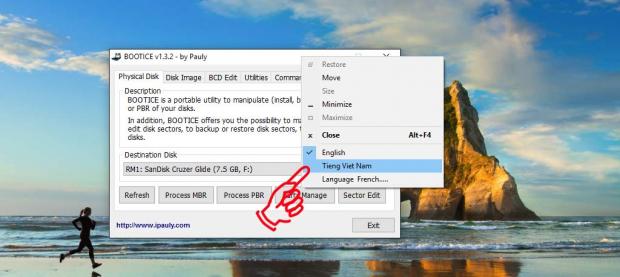 BOOTICE v1.3.2 - by Pauly
Physical Disk Disk Image BCD Edit Utilities
Description
BOOTICE is a portable utility to manipulate (install,
or PBR of your disks.
In addition, BOOTICE offers you the possibility to
edit disk sectors, to backup or restore disk sectors,
Destination Disk
RM1: SanDisk Cruzer Glide (7.5 GB, F:)
Refresh Process MBR Process PBR Manage Sector Edit
http://www.ipauly.com Exit
Restore
Move
Size
Minimize
Maximize
Close Alt+F4
English
Tieng Viet Nam
Language French....